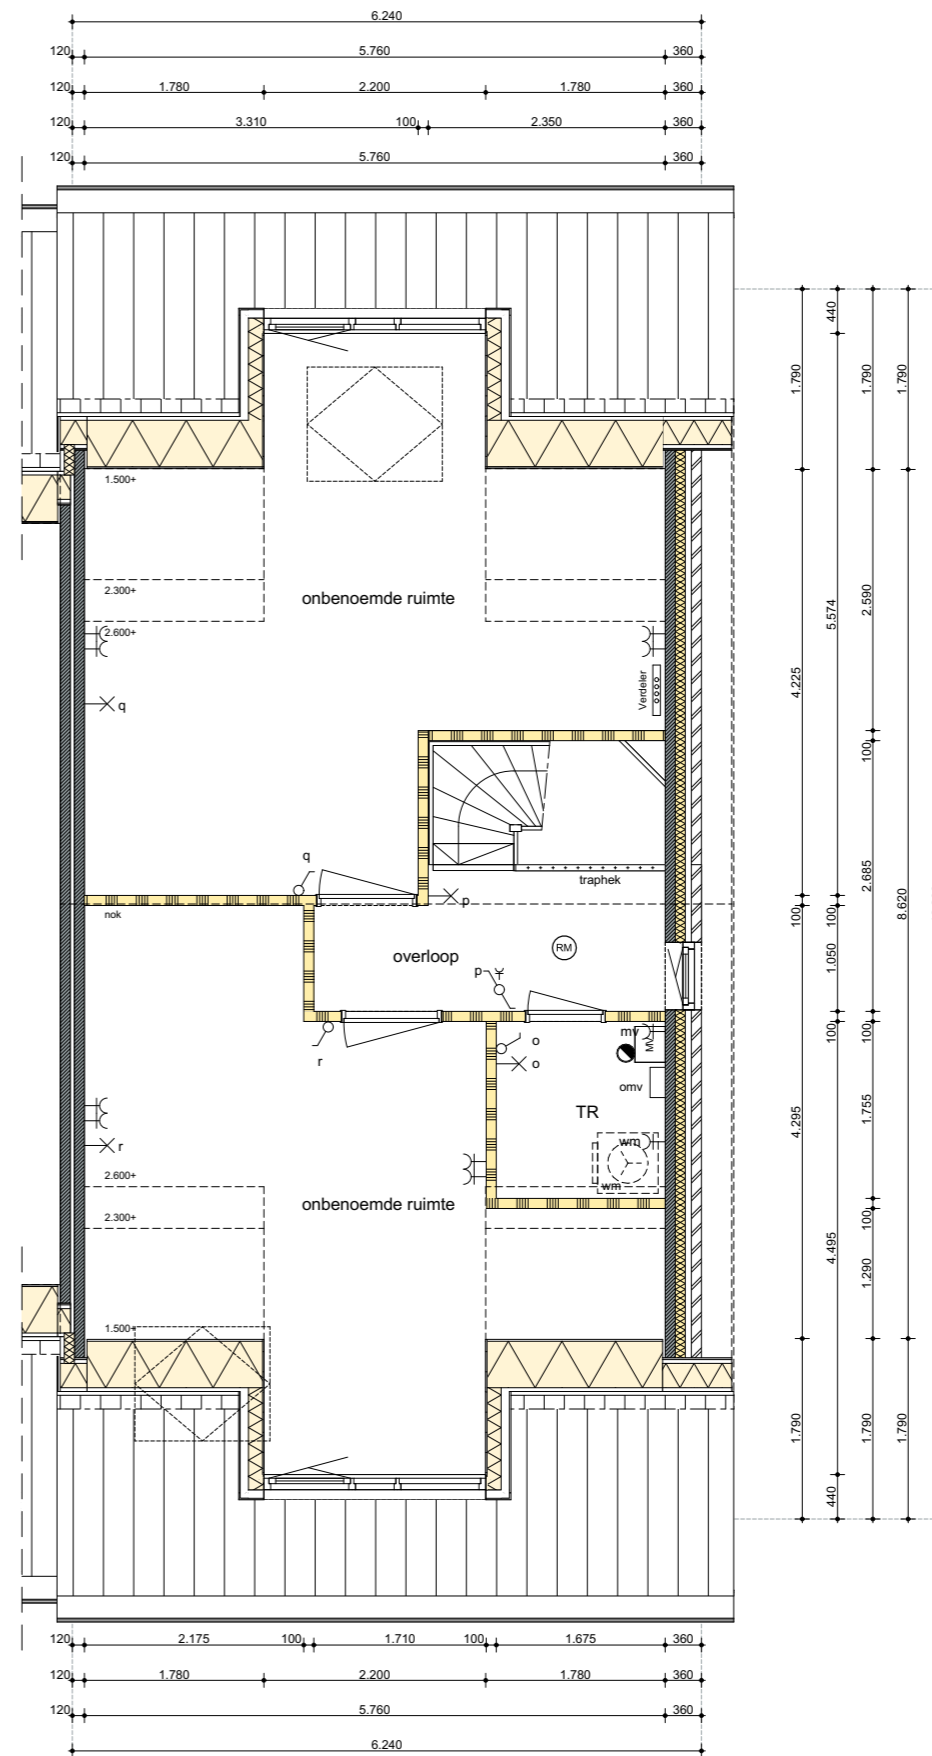 6.240
120 5.760 360
120 1.780 2.200 1.780 360
120 3.310 100 2.350 360
120 5.760 360
440
1.790 1.790 1.790
1.500+
2.300+
onbenoemde ruimte
2.600+
5.574 2.590
Verdeler
4.225
q
100
traphek
q
p
nok
2.685
8.620
100 100
overloop
RM
1.050
p
r
o
o
mv
MV
100 100
omv
TR
wm
wm
r
4.295 1.755
2.600+
onbenoemde ruimte
2.300+
100
4.495 1.290
1.500+
1.790 1.790 1.790
440
120 2.175 100 1.710 100 1.675 360
120 1.780 2.200 1.780 360
120 5.760 360
6.240